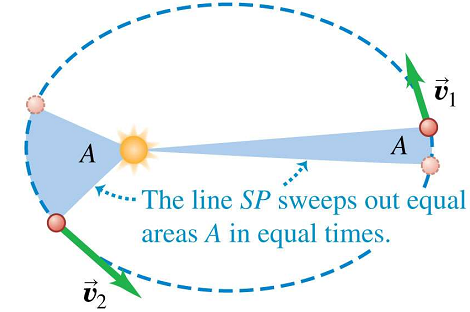 v⃗₁
A
A
The line SP sweeps out equal
areas A in equal times.
v⃗₂